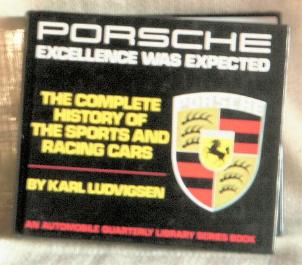 PORSCHE
EXCELLENCE WAS EXPECTED
THE COMPLETE
HISTORY OF
THE SPORTS AND
RACING CARS
BY KARL LUDVIGSEN
PORSCHE
AN AUTOMOBILE QUARTERLY LIBRARY SERIES BOOK